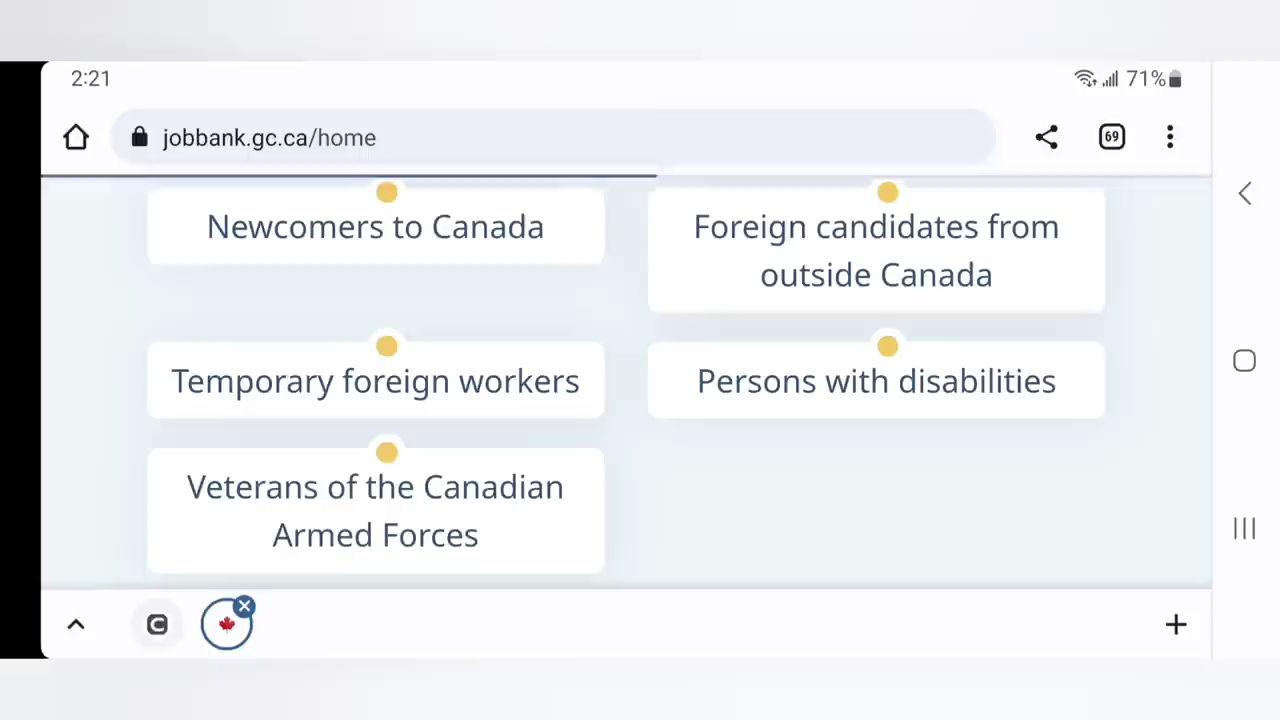 2:21
71%
jobbank.gc.ca/home
69
Newcomers to Canada
Foreign candidates from
outside Canada
Temporary foreign workers
Persons with disabilities
Veterans of the Canadian
Armed Forces